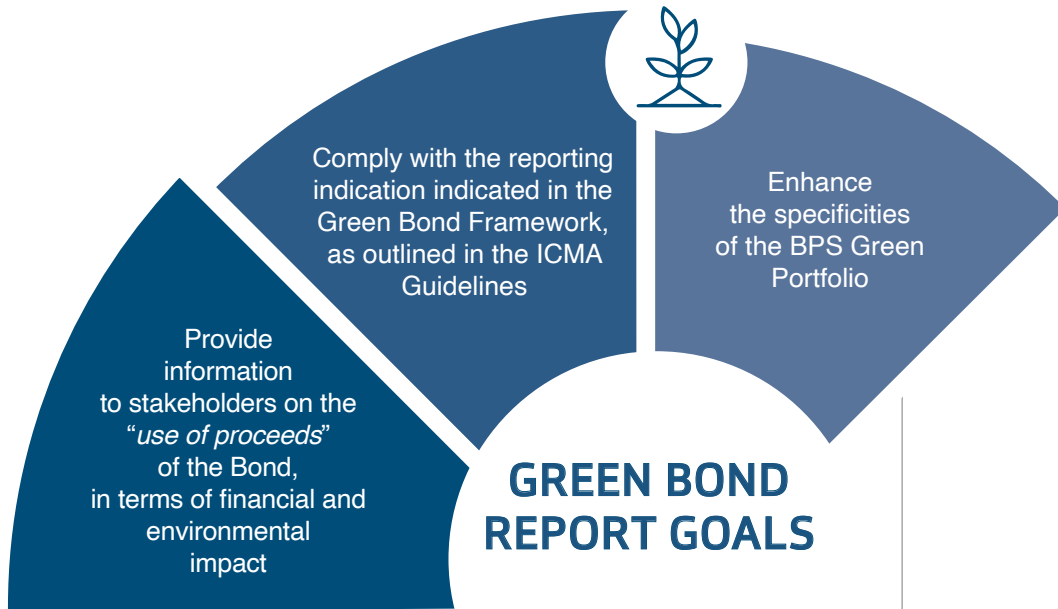 Provide
information
to stakeholders on the
“use of proceeds”
of the Bond,
in terms of financial and
environmental
impact
Comply with the reporting
indication indicated in the
Green Bond Framework,
as outlined in the ICMA
Guidelines
Enhance
the specificities
of the BPS Green
Portfolio
GREEN BOND
REPORT GOALS